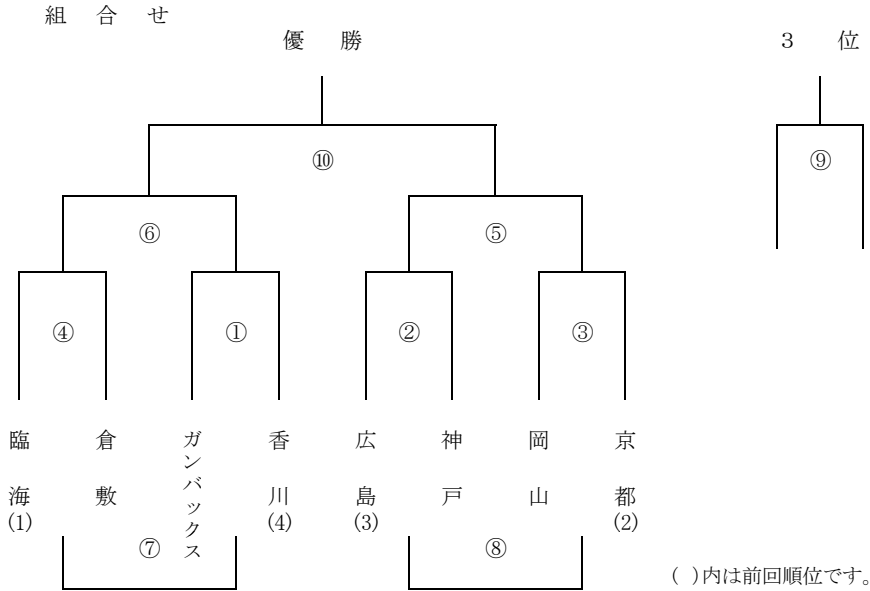 組 合 せ
優 勝
３ 位
⑩
⑨
⑥
⑤
④
①
②
③
臨海(1)
倉敷
ガンバックス
香川(4)
広島(3)
神戸
岡山
京都(2)
⑦
⑧
( )内は前回順位です。